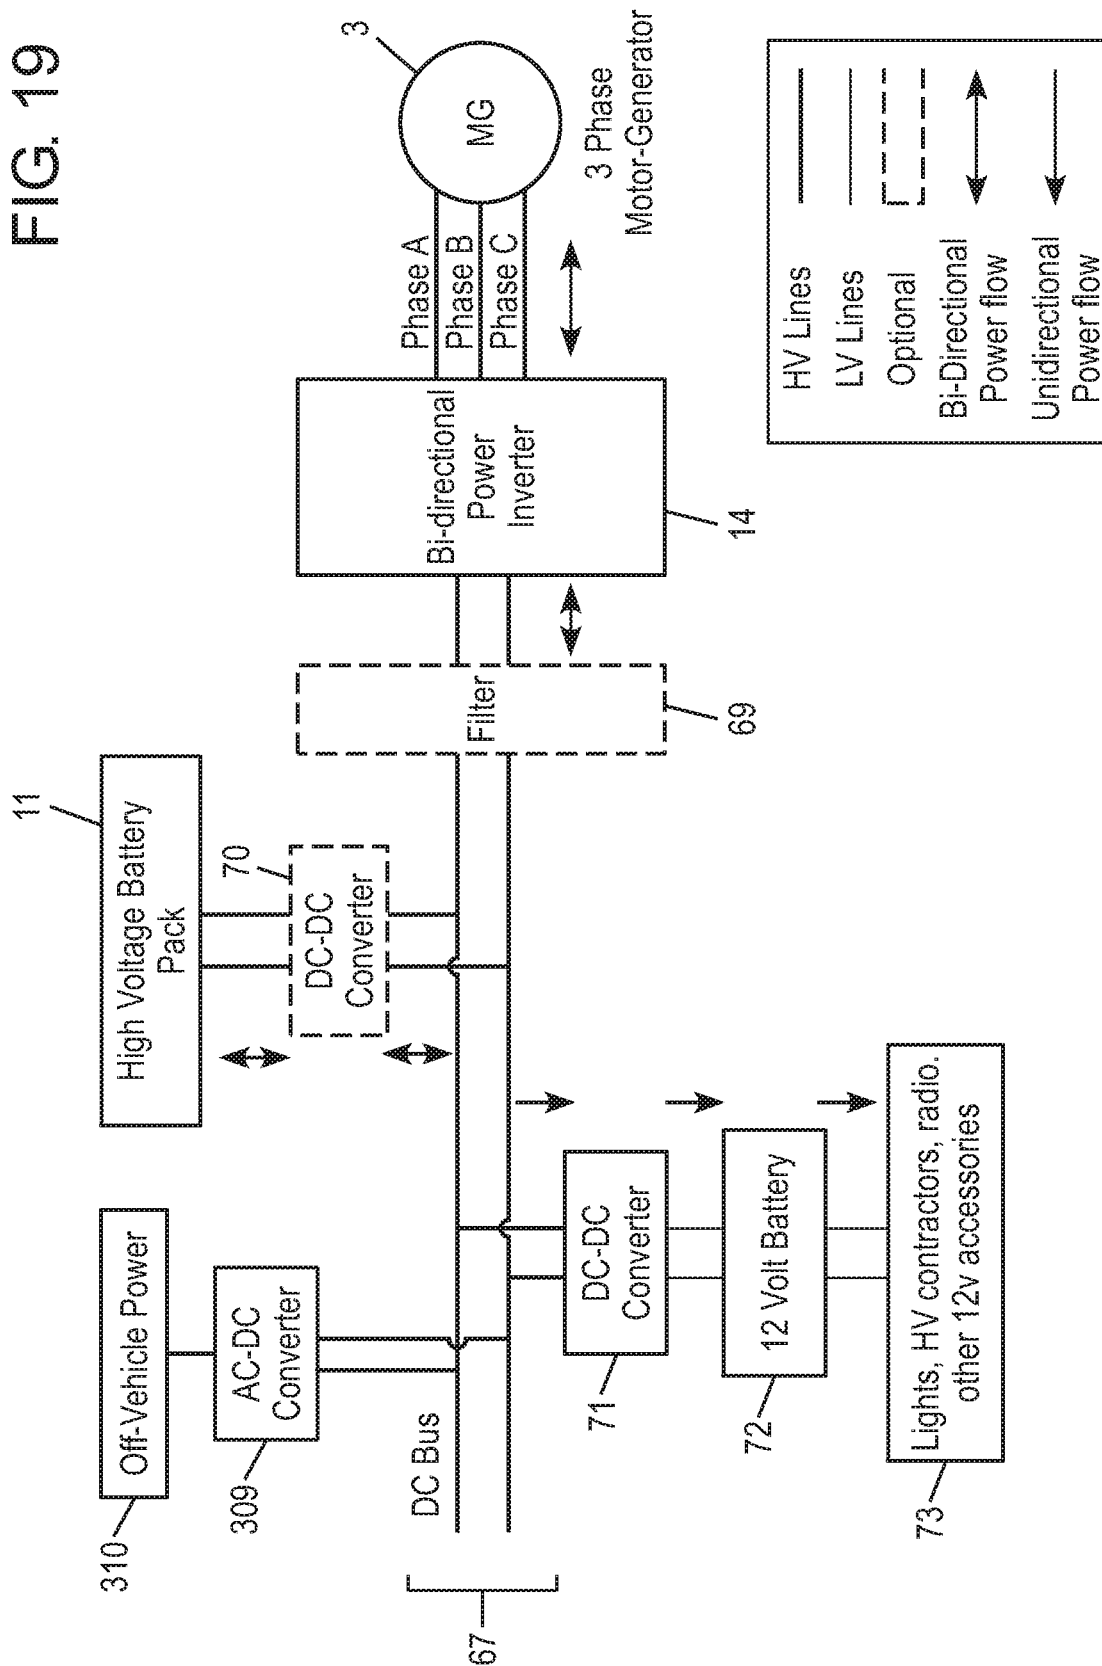 FIG. 19
310
Off-Vehicle Power
309
AC-DC
Converter
11
High Voltage Battery
Pack
70
DC-DC
Converter
DC Bus
67
Filter
69
Bi-directional
Power
Inverter
14
Phase A
Phase B
Phase C
MG
3
3 Phase
Motor-Generator
DC-DC
Converter
71
12 Volt Battery
72
Lights, HV contractors, radio.
other 12v accessories
73
HV Lines
LV Lines
Optional
Bi-Directional
Power flow
Unidirectional
Power flow